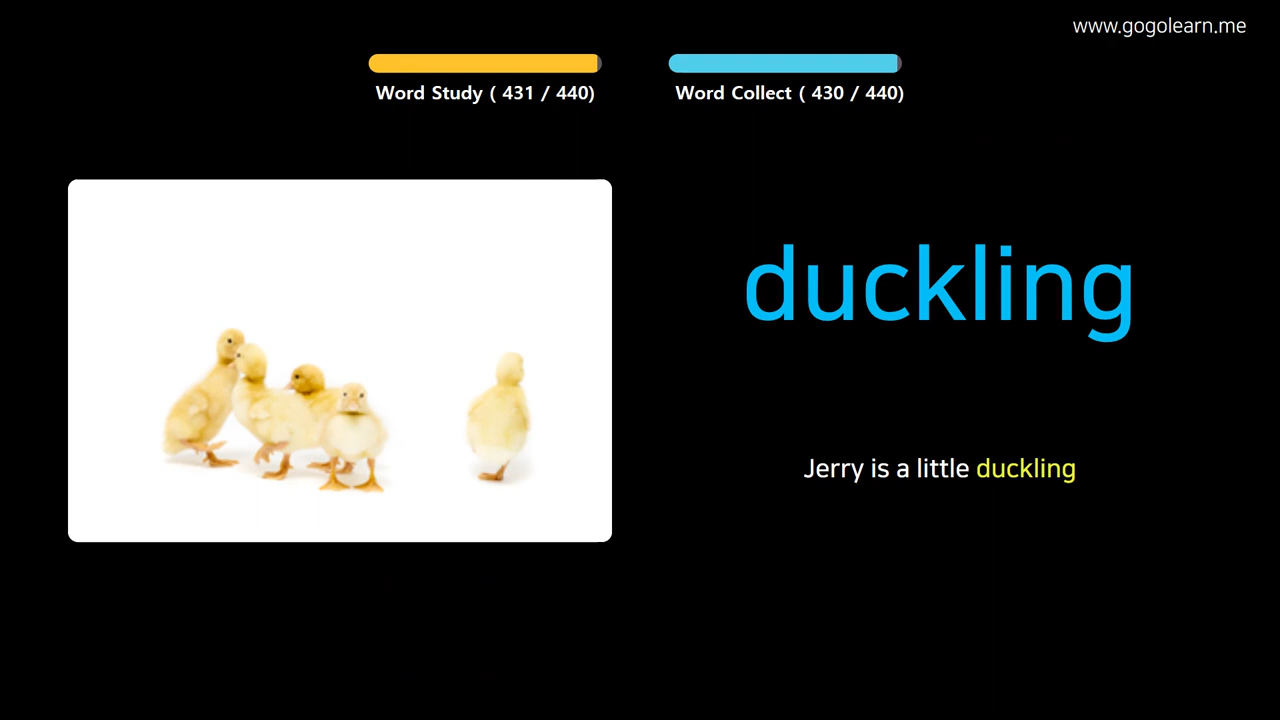 www.gogolearn.me
Word Study ( 431 / 440)
Word Collect ( 430 / 440)
duckling
Jerry is a little duckling